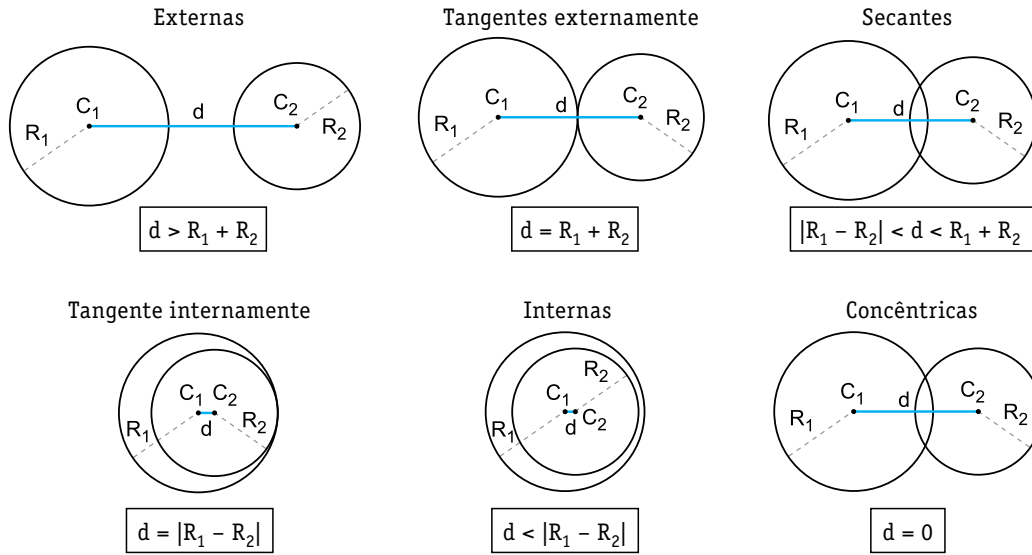 Externas
C₁
d
C₂
R₁
R₂
d > R₁ + R₂
Tangentes externamente
C₁
d
C₂
R₁
R₂
d = R₁ + R₂
Secantes
C₁
d
C₂
R₁
R₂
|R₁ – R₂| < d < R₁ + R₂
Tangente internamente
C₁ C₂
R₁
d
R₂
d = |R₁ – R₂|
Internas
R₂
C₁
C₂
R₁
d
d < |R₁ – R₂|
Concêntricas
C₁
d
C₂
R₁
R₂
d = 0